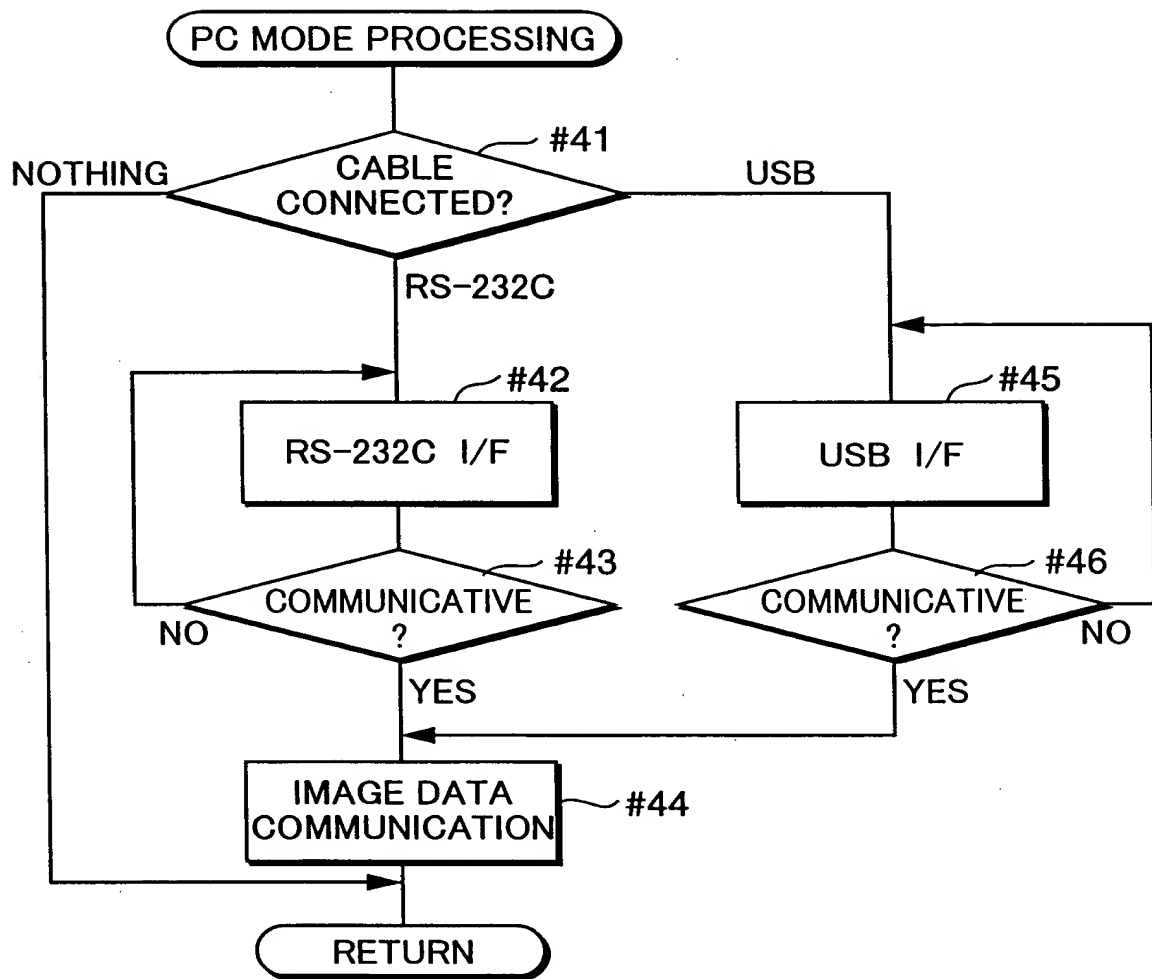 PC MODE PROCESSING
#41
CABLE
CONNECTED?
NOTHING
USB
RS-232C
#42
RS-232C I/F
#45
USB I/F
#43
COMMUNICATIVE
?
NO
YES
#46
COMMUNICATIVE
?
NO
YES
IMAGE DATA
COMMUNICATION
#44
RETURN